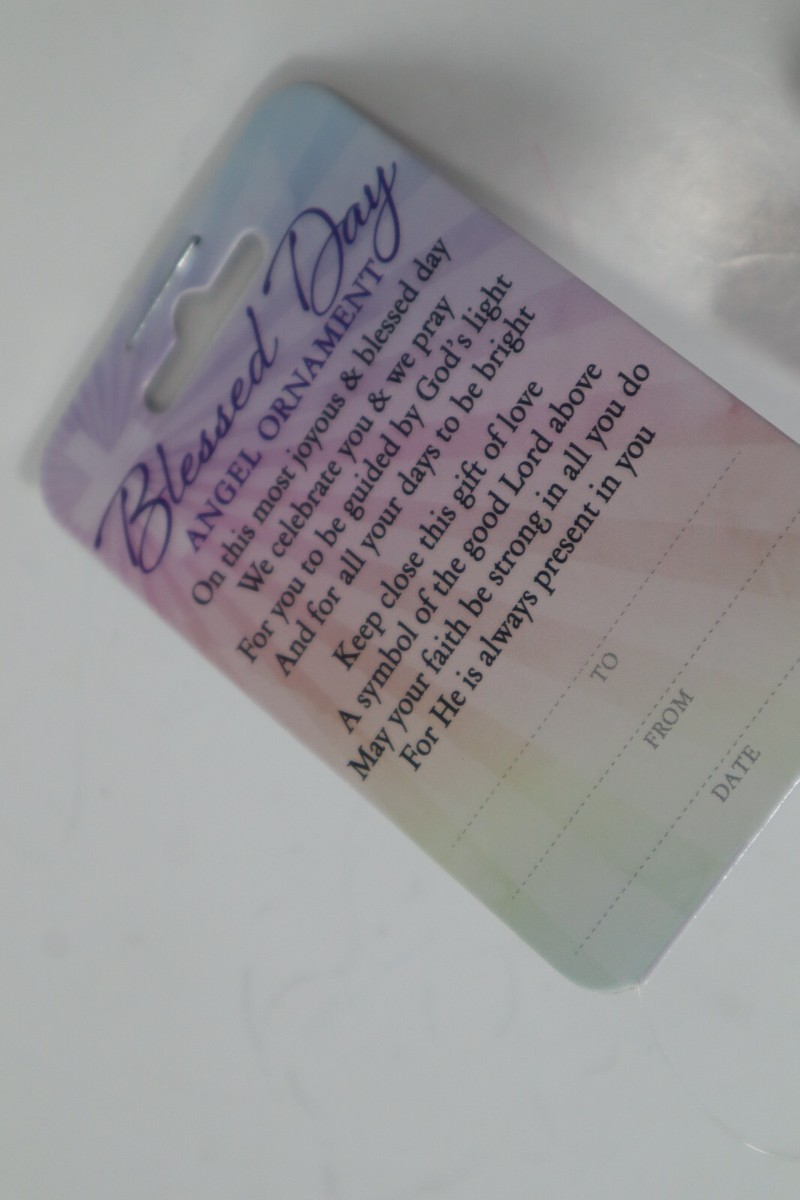 Blessed Day
ANGEL ORNAMENT
On this most joyous & blessed day
We celebrate you & we pray
For you to be guided by God's light
And for all your days to be bright
Keep close this gift of love
A symbol of the good Lord above
May your faith be strong in all you do
For He is always present in you
TO
FROM
DATE